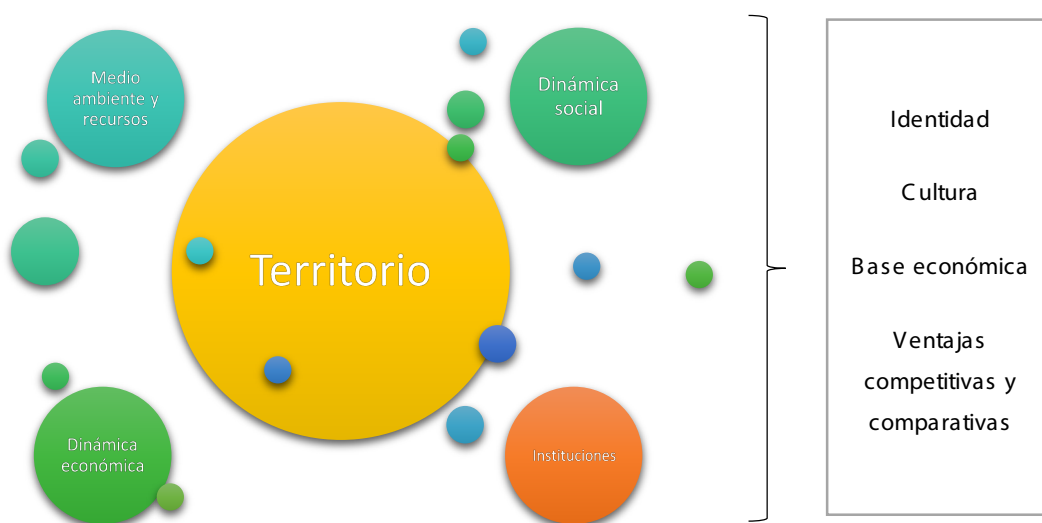 Medio
ambiente y
recursos
Dinámica
social
Territorio
Dinámica
económica
Instituciones
Identidad
Cultura
Base económica
Ventajas
competitivas y
comparativas